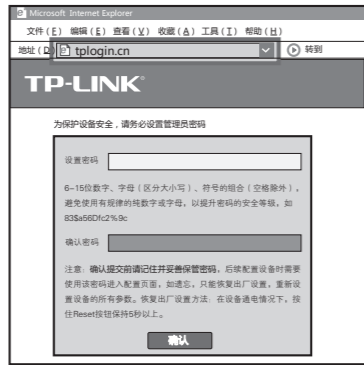 Microsoft Internet Explorer
文件(F) 编辑(E) 查看(V) 收藏(A) 工具(T) 帮助(H)
地址(D) tplogin.cn 转到
TP-LINK®
为保护设备安全，请务必设置管理员密码
设置密码
6-15位数字、字母（区分大小写）、符号的组合（空格除外），
避免使用有规律的纯数字或字母，以提升密码的安全等级，如
83$a56Dfc2%9c
确认密码
注意：确认提交前请记住并妥善保管密码，后续配置设备时需要
使用该密码进入配置页面，如遗忘，只能恢复出厂设置，重新设
置设备的所有参数。恢复出厂设置方法：在设备通电情况下，按
住Reset按钮保持5秒以上。
确认